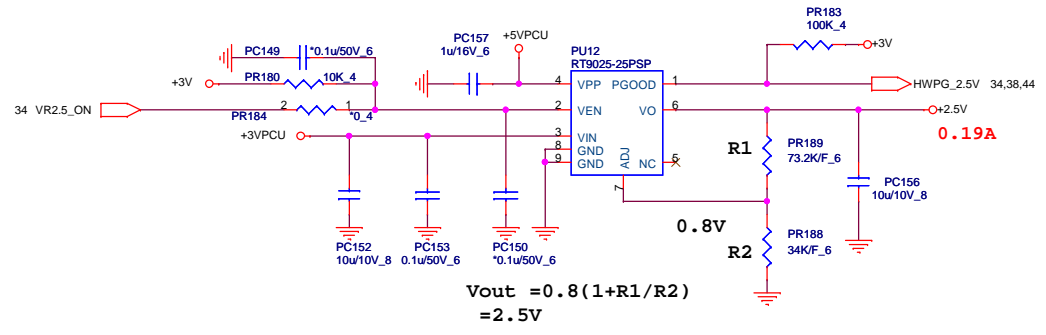 PR183
100K_4
+3V
PC149
*0.1u/50V_6
+5VPCU
PC157
1u/16V_6
PU12
RT9025-25PSP
+3V
PR180
10K_4
4
VPP
PGOOD
1
HWPG_2.5V 34,38,44
34 VR2.5_ON
2
PR184
1
*0_4
2
VEN
VO
6
+2.5V
0.19A
+3VPCU
3
VIN
8
GND
9
GND
ADJ
NC
5
7
R1
PR189
73.2K/F_6
PC156
10u/10V_8
0.8V
R2
PR188
34K/F_6
PC152
10u/10V_8
PC153
0.1u/50V_6
PC150
*0.1u/50V_6
Vout =0.8(1+R1/R2)
=2.5V